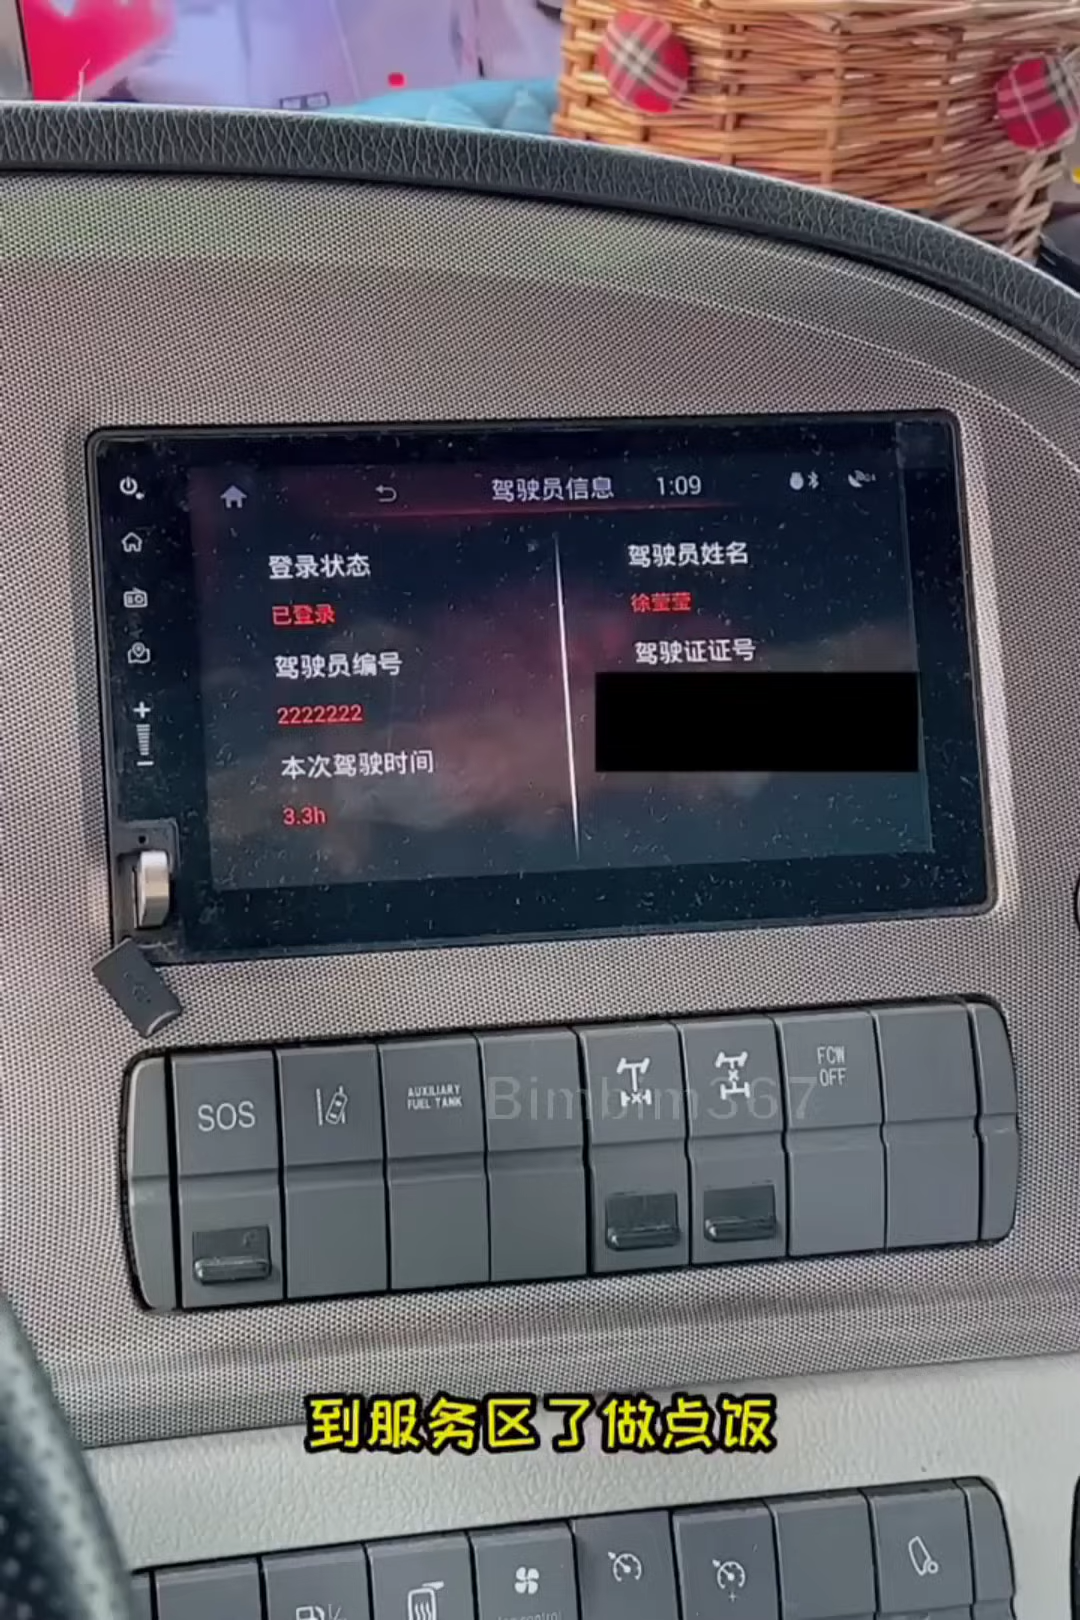 驾驶员信息 1:09
登录状态
已登录
驾驶员编号
2222222
本次驾驶时间
3.3h
驾驶员姓名
徐莹莹
驾驶证证号
SOS
AUXILIARY
FUEL TANK
FCW
OFF
Bimbim367
到服务区了做点饭